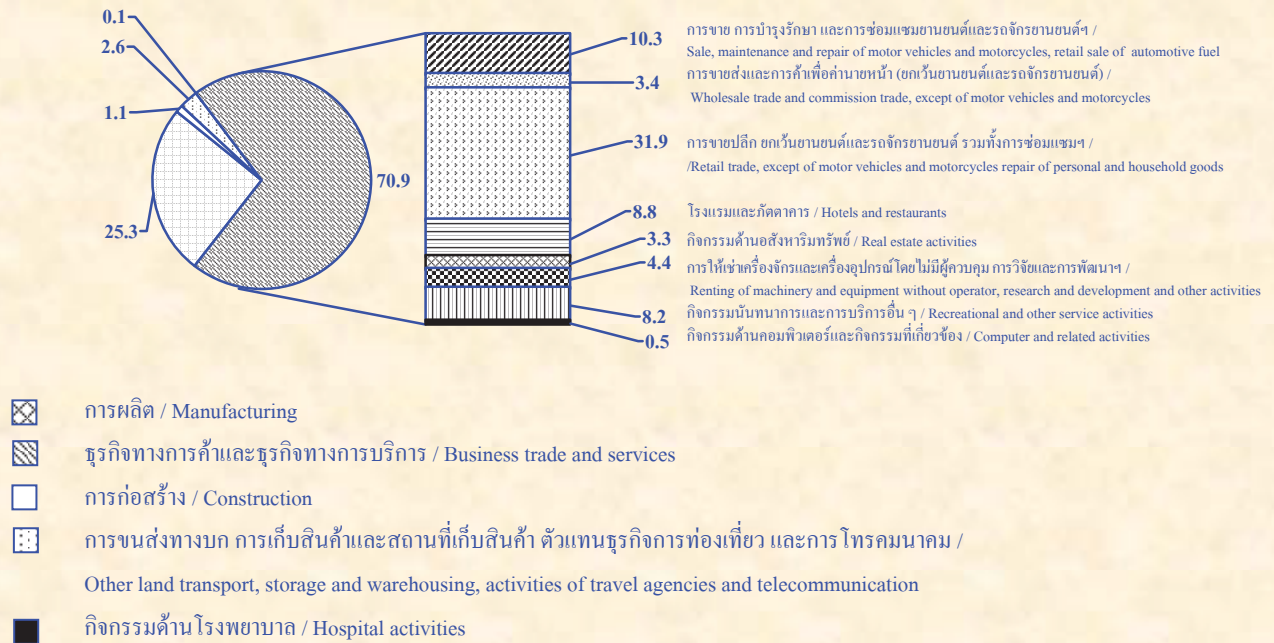 0.1
2.6
1.1
25.3
70.9
10.3
3.4
31.9
8.8
3.3
4.4
8.2
0.5
การขาย การบำรุงรักษา และการซ่อมแซมยานยนต์และรถจักรยานยนต์ฯ /
Sale, maintenance and repair of motor vehicles and motorcycles, retail sale of automotive fuel
การขายส่งและการค้าเพื่อค่านายหน้า (ยกเว้นยานยนต์และรถจักรยานยนต์) /
Wholesale trade and commission trade, except of motor vehicles and motorcycles
การขายปลีก ยกเว้นยานยนต์และรถจักรยานยนต์ รวมทั้งการซ่อมแซมฯ /
/Retail trade, except of motor vehicles and motorcycles repair of personal and household goods
โรงแรมและภัตตาคาร / Hotels and restaurants
กิจกรรมด้านอสังหาริมทรัพย์ / Real estate activities
การให้เช่าเครื่องจักรและเครื่องอุปกรณ์โดยไม่มีผู้ควบคุม การวิจัยและการพัฒนาฯ /
Renting of machinery and equipment without operator, research and development and other activities
กิจกรรมนันทนาการและการบริการอื่น ๆ / Recreational and other service activities
กิจกรรมด้านคอมพิวเตอร์และกิจกรรมที่เกี่ยวข้อง / Computer and related activities
การผลิต / Manufacturing
ธุรกิจทางการค้าและธุรกิจทางการบริการ / Business trade and services
การก่อสร้าง / Construction
การขนส่งทางบก การเก็บสินค้าและสถานที่เก็บสินค้า ตัวแทนธุรกิจการท่องเที่ยว และการโทรคมนาคม /
Other land transport, storage and warehousing, activities of travel agencies and telecommunication
กิจกรรมด้านโรงพยาบาล / Hospital activities